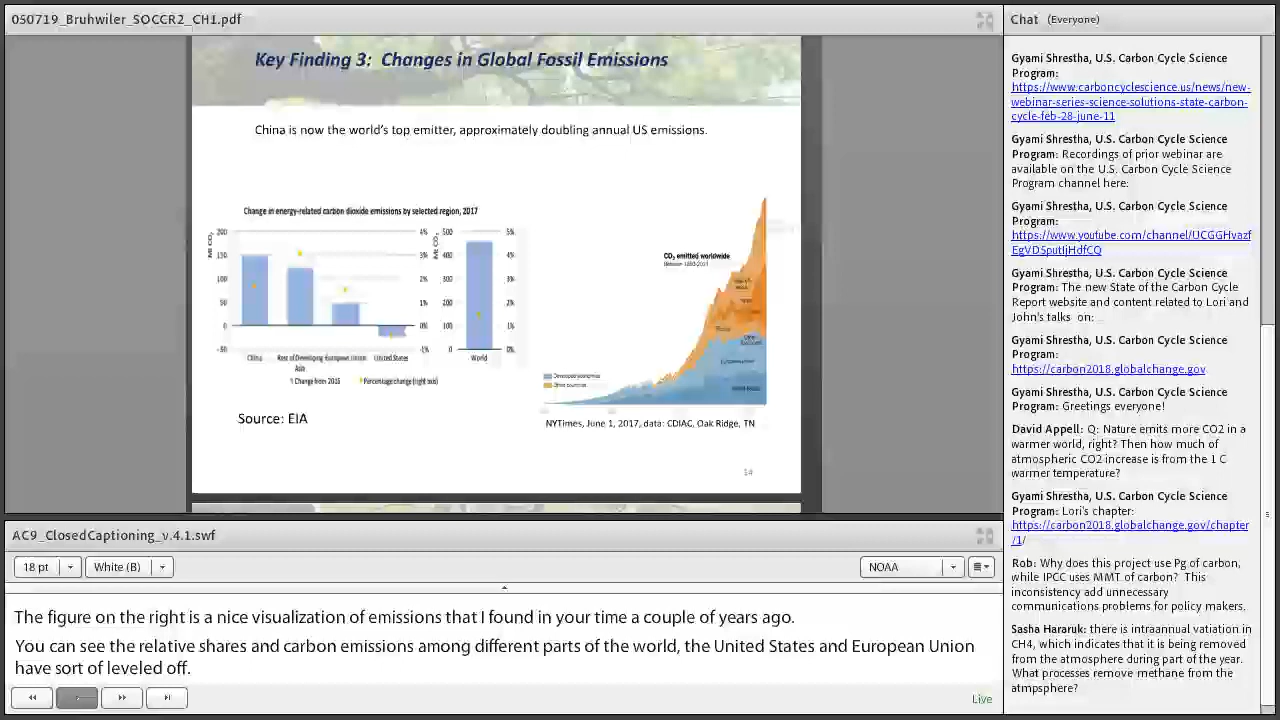 050719_Bruhwiler_SOCCR2_CH1.pdf
Key Finding 3: Changes in Global Fossil Emissions
China is now the world's top emitter, approximately doubling annual US emissions.
Change in energy-related carbon dioxide emissions by selected region, 2017
Mt CO₂
200
150
100
50
0
-50
4%
3%
2%
1%
0%
-1%
China
Rest of Developing Asia
European Union
United States
Change from 2016
Percentage change (right axis)
Mt CO₂
500
400
300
200
100
0
5%
4%
3%
2%
1%
0%
World
Source: EIA
CO₂ emitted worldwide
Developed economies
Other countries
NYTimes, June 1, 2017, data: CDIAC, Oak Ridge, TN
14
AC9_ClosedCaptioning_v.4.1.swf
18 pt
White (B)
NOAA
The figure on the right is a nice visualization of emissions that I found in your time a couple of years ago.
You can see the relative shares and carbon emissions among different parts of the world, the United States and European Union
have sort of leveled off.
Live
Chat (Everyone)
Gyami Shrestha, U.S. Carbon Cycle Science
Program:
https://www.carboncyclescience.us/news/new-
webinar-series-science-solutions-state-carbon-
cycle-feb-28-june-11
Gyami Shrestha, U.S. Carbon Cycle Science
Program: Recordings of prior webinar are
available on the U.S. Carbon Cycle Science
Program channel here:
Gyami Shrestha, U.S. Carbon Cycle Science
Program:
Gyami Shrestha, U.S. Carbon Cycle Science
Program: The new State of the Carbon Cycle
Report website and content related to Lori and
John's talks on:
Gyami Shrestha, U.S. Carbon Cycle Science
Program:
https://carbon2018.globalchange.gov
Gyami Shrestha, U.S. Carbon Cycle Science
Program: Greetings everyone!
David Appell: Q: Nature emits more CO2 in a
warmer world, right? Then how much of
atmospheric CO2 increase is from the 1 C
warmer temperature?
Gyami Shrestha, U.S. Carbon Cycle Science
Program: Lori's chapter:
https://carbon2018.globalchange.gov/chapter
/1/
Rob: Why does this project use Pg of carbon,
while IPCC uses MMT of carbon? This
inconsistency add unnecessary
communications problems for policy makers.
Sasha Hararuk: there is intraannual vatiation in
CH4, which indicates that it is being removed
from the atmosphere during part of the year.
What processes remove methane from the
atmpsphere?